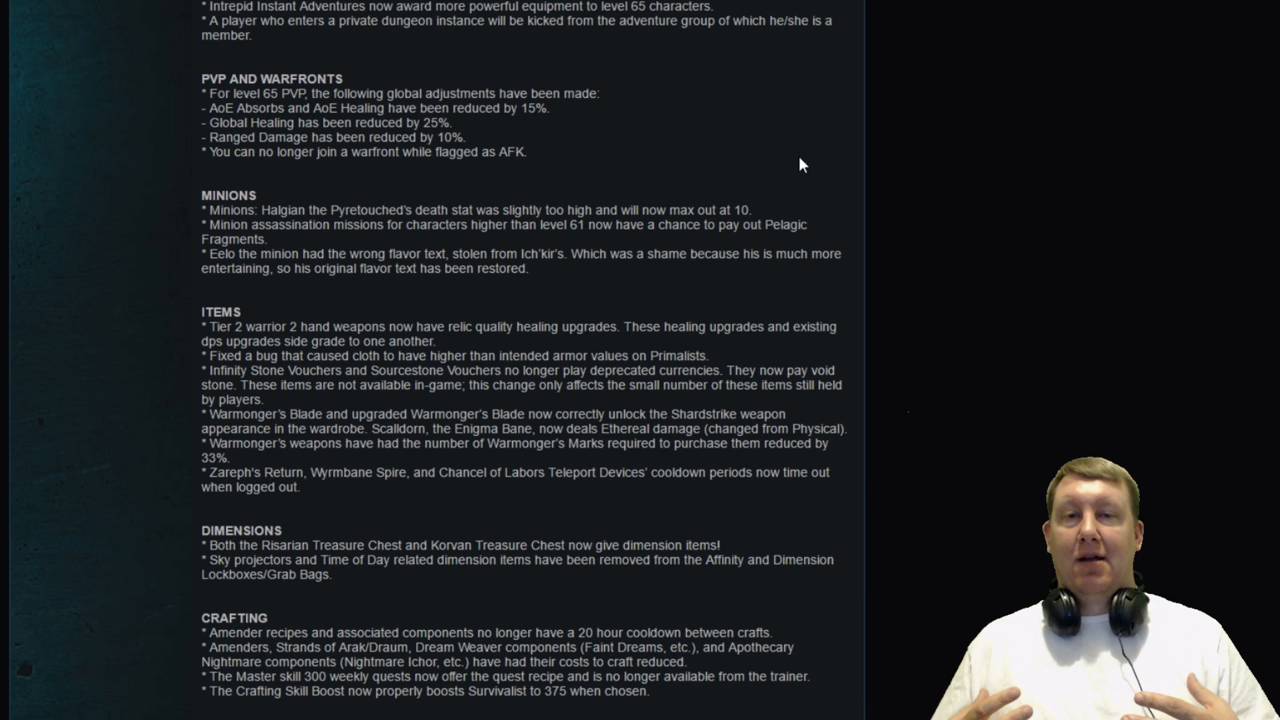 * Intrepid Instant Adventures now award more powerful equipment to level 65 characters.
* A player who enters a private dungeon instance will be kicked from the adventure group of which he/she is a
member.
PVP AND WARFRONTS
* For level 65 PVP, the following global adjustments have been made:
- AoE Absorbs and AoE Healing have been reduced by 15%.
- Global Healing has been reduced by 25%.
- Ranged Damage has been reduced by 10%.
* You can no longer join a warfront while flagged as AFK.
MINIONS
* Minions: Halgian the Pyretouched's death stat was slightly too high and will now max out at 10.
* Minion assassination missions for characters higher than level 61 now have a chance to pay out Pelagic
Fragments.
* Eelo the minion had the wrong flavor text, stolen from Ich'kir's. Which was a shame because his is much more
entertaining, so his original flavor text has been restored.
ITEMS
* Tier 2 warrior 2 hand weapons now have relic quality healing upgrades. These healing upgrades and existing
dps upgrades side grade to one another.
* Fixed a bug that caused cloth to have higher than intended armor values on Primalists.
* Infinity Stone Vouchers and Sourcestone Vouchers no longer play deprecated currencies. They now pay void
stone. These items are not available in-game; this change only affects the small number of these items still held
by players.
* Warmonger's Blade and upgraded Warmonger's Blade now correctly unlock the Shardstrike weapon
appearance in the wardrobe. Scalldorn, the Enigma Bane, now deals Ethereal damage (changed from Physical).
* Warmonger's weapons have had the number of Warmonger's Marks required to purchase them reduced by
33%.
* Zareph's Return, Wyrmbane Spire, and Chancel of Labors Teleport Devices' cooldown periods now time out
when logged out.
DIMENSIONS
* Both the Risarian Treasure Chest and Korvan Treasure Chest now give dimension items!
* Sky projectors and Time of Day related dimension items have been removed from the Affinity and Dimension
Lockboxes/Grab Bags.
CRAFTING
* Amender recipes and associated components no longer have a 20 hour cooldown between crafts.
* Amenders, Strands of Arak/Draum, Dream Weaver components (Faint Dreams, etc.), and Apothecary
Nightmare components (Nightmare Ichor, etc.) have had their costs to craft reduced.
* The Master skill 300 weekly quests now offer the quest recipe and is no longer available from the trainer.
* The Crafting Skill Boost now properly boosts Survivalist to 375 when chosen.